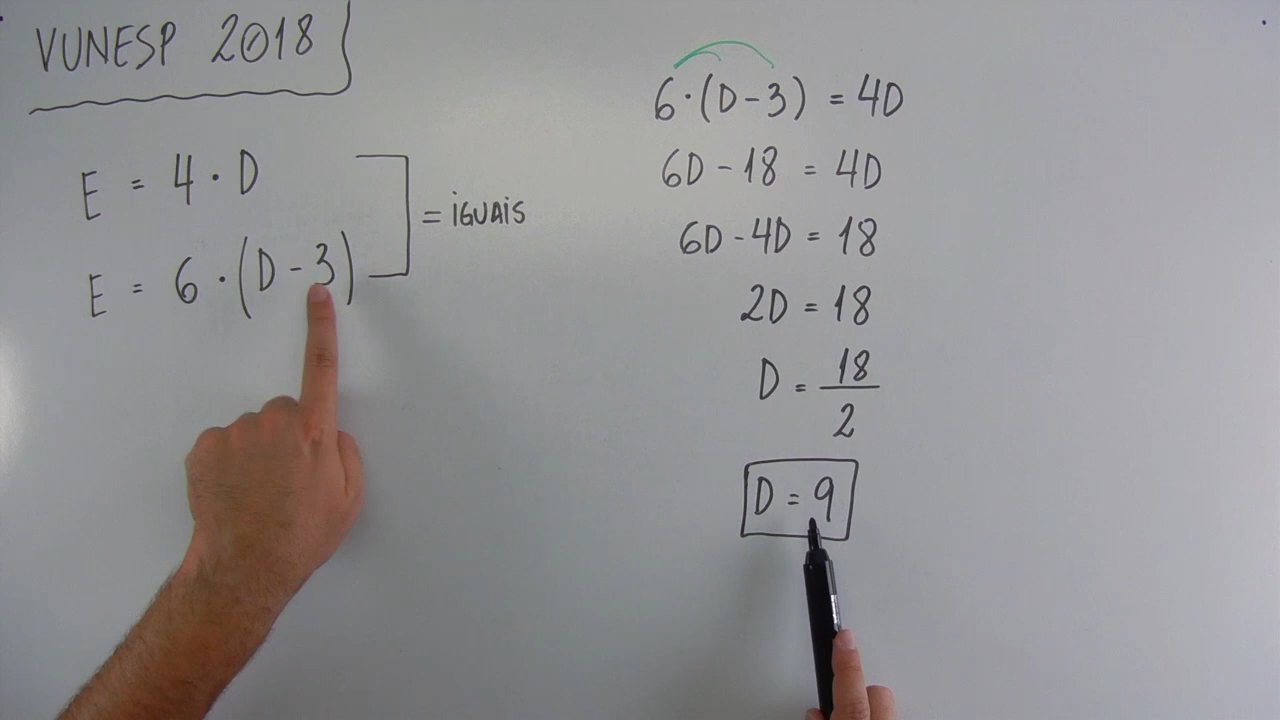 VUNESP 2018
E = 4 · D
E = 6 · (D - 3)
= iGUAiS
6 · (D - 3) = 4D
6D - 18 = 4D
6D - 4D = 18
2D = 18
D = 18
2
D = 9